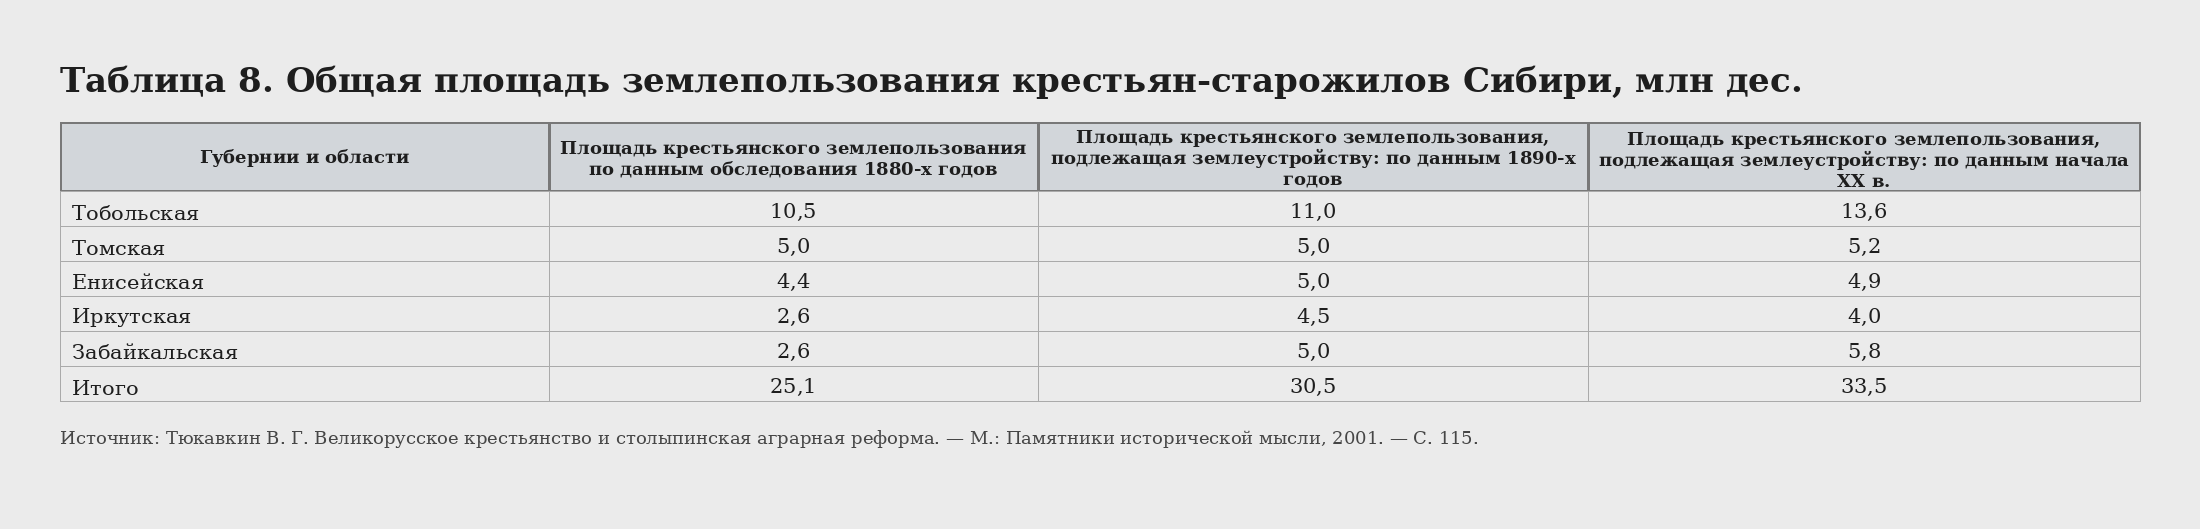 Таблица 8. Общая площадь землепользования крестьян-старожилов Сибири, млн дес.
Губернии и области
Площадь крестьянского землепользования
по данным обследования 1880-х годов
Площадь крестьянского землепользования,
подлежащая землеустройству: по данным 1890-х
годов
Площадь крестьянского землепользования,
подлежащая землеустройству: по данным начала
XX в.
Тобольская 10,5 11,0 13,6
Томская 5,0 5,0 5,2
Енисейская 4,4 5,0 4,9
Иркутская 2,6 4,5 4,0
Забайкальская 2,6 5,0 5,8
Итого 25,1 30,5 33,5
Источник: Тюкавкин В. Г. Великорусское крестьянство и столыпинская аграрная реформа. — М.: Памятники исторической мысли, 2001. — С. 115.